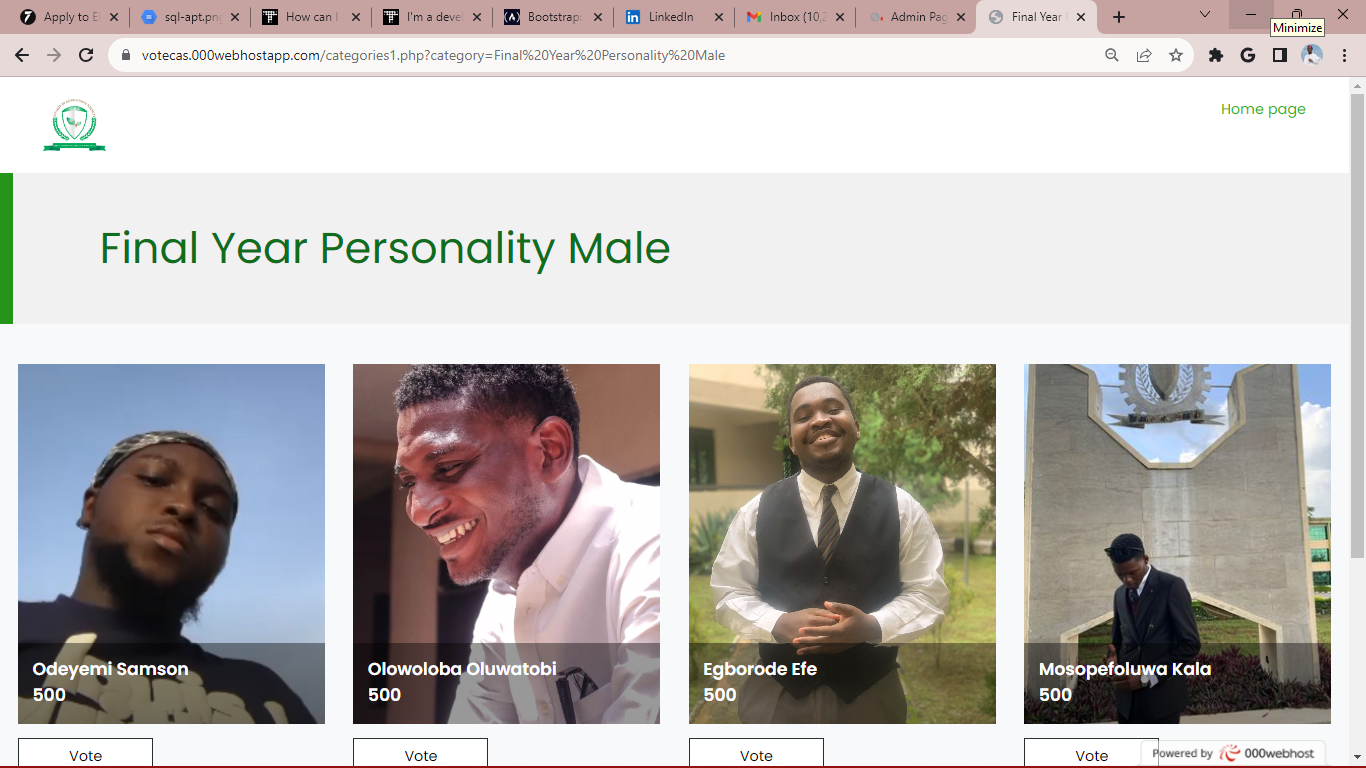 Apply to E
sql-apt.png
How can I
I'm a deve
Bootstrap
LinkedIn
Inbox (10,2
Admin Pag
Final Year
Minimize
votecas.000webhostapp.com/categories1.php?category=Final%20Year%20Personality%20Male
Home page
Final Year Personality Male
Odeyemi Samson
500
Olowoloba Oluwatobi
500
Egborode Efe
500
Mosopefoluwa Kala
500
Vote
Vote
Vote
Vote
Powered by 000webhost